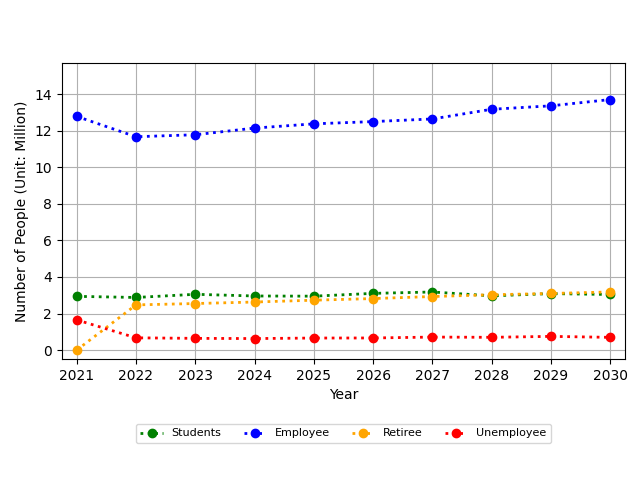 Number of People (Unit: Million)
14
12
10
8
6
4
2
0
2021 2022 2023 2024 2025 2026 2027 2028 2029 2030
Year
Students Employee Retiree Unemployee